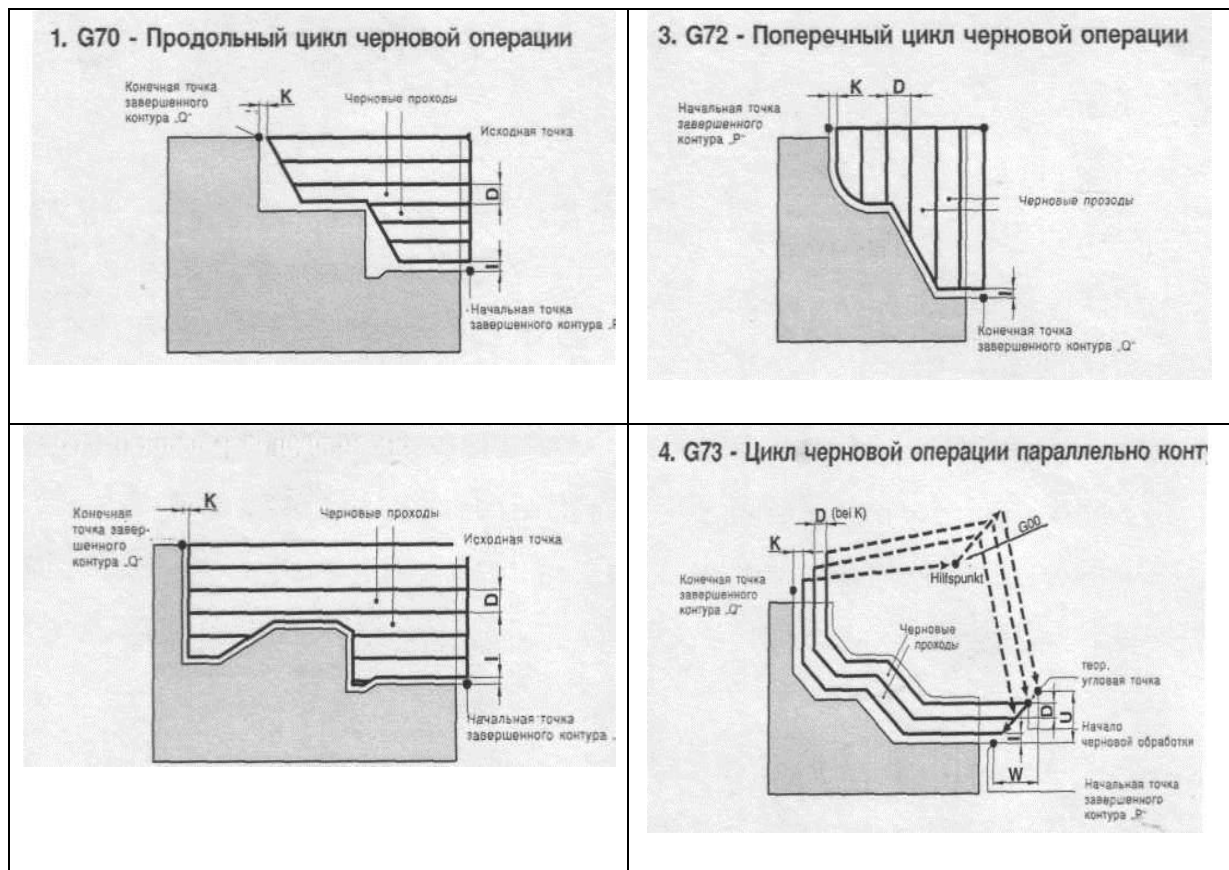 1. G70 - Продольный цикл черновой операции
Конечная точка
завершенного
контура „Q"
K
Черновые проходы
Исходная точка
D
I
Начальная точка
завершенного контура „P
3. G72 - Поперечный цикл черновой операции
Начальная точка
завершенного
контура „P"
K
D
Черновые прозоды
I
Конечная точка
завершенного контура „Q"
K
Конечная
точка завер-
шенного
контура „Q"
Черновые проходы
Исходная точка
D
I
Начальная точка
завершенного контура „
4. G73 - Цикл черновой операции параллельно конт
D (bei K)
K
G00
Hilfspunkt
Конечная точка
завершенного
контура „Q"
Черновые
проходы
теор.
угловая точка
D
U
I
Начало
черновой обработки
W
Начальная точка
завершенного
контура „P"